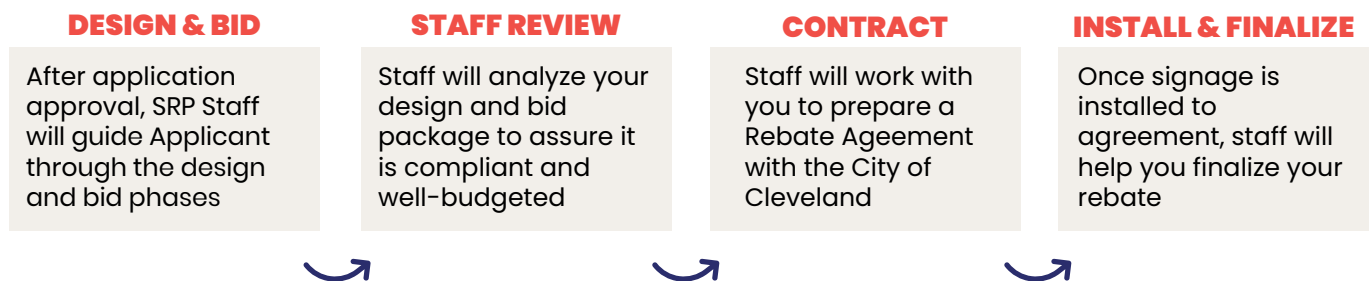 DESIGN & BID
After application
approval, SRP Staff
will guide Applicant
through the design
and bid phases
STAFF REVIEW
Staff will analyze your
design and bid
package to assure it
is compliant and
well-budgeted
CONTRACT
Staff will work with
you to prepare a
Rebate Ageement
with the City of
Cleveland
INSTALL & FINALIZE
Once signage is
installed to
agreement, staff will
help you finalize your
rebate